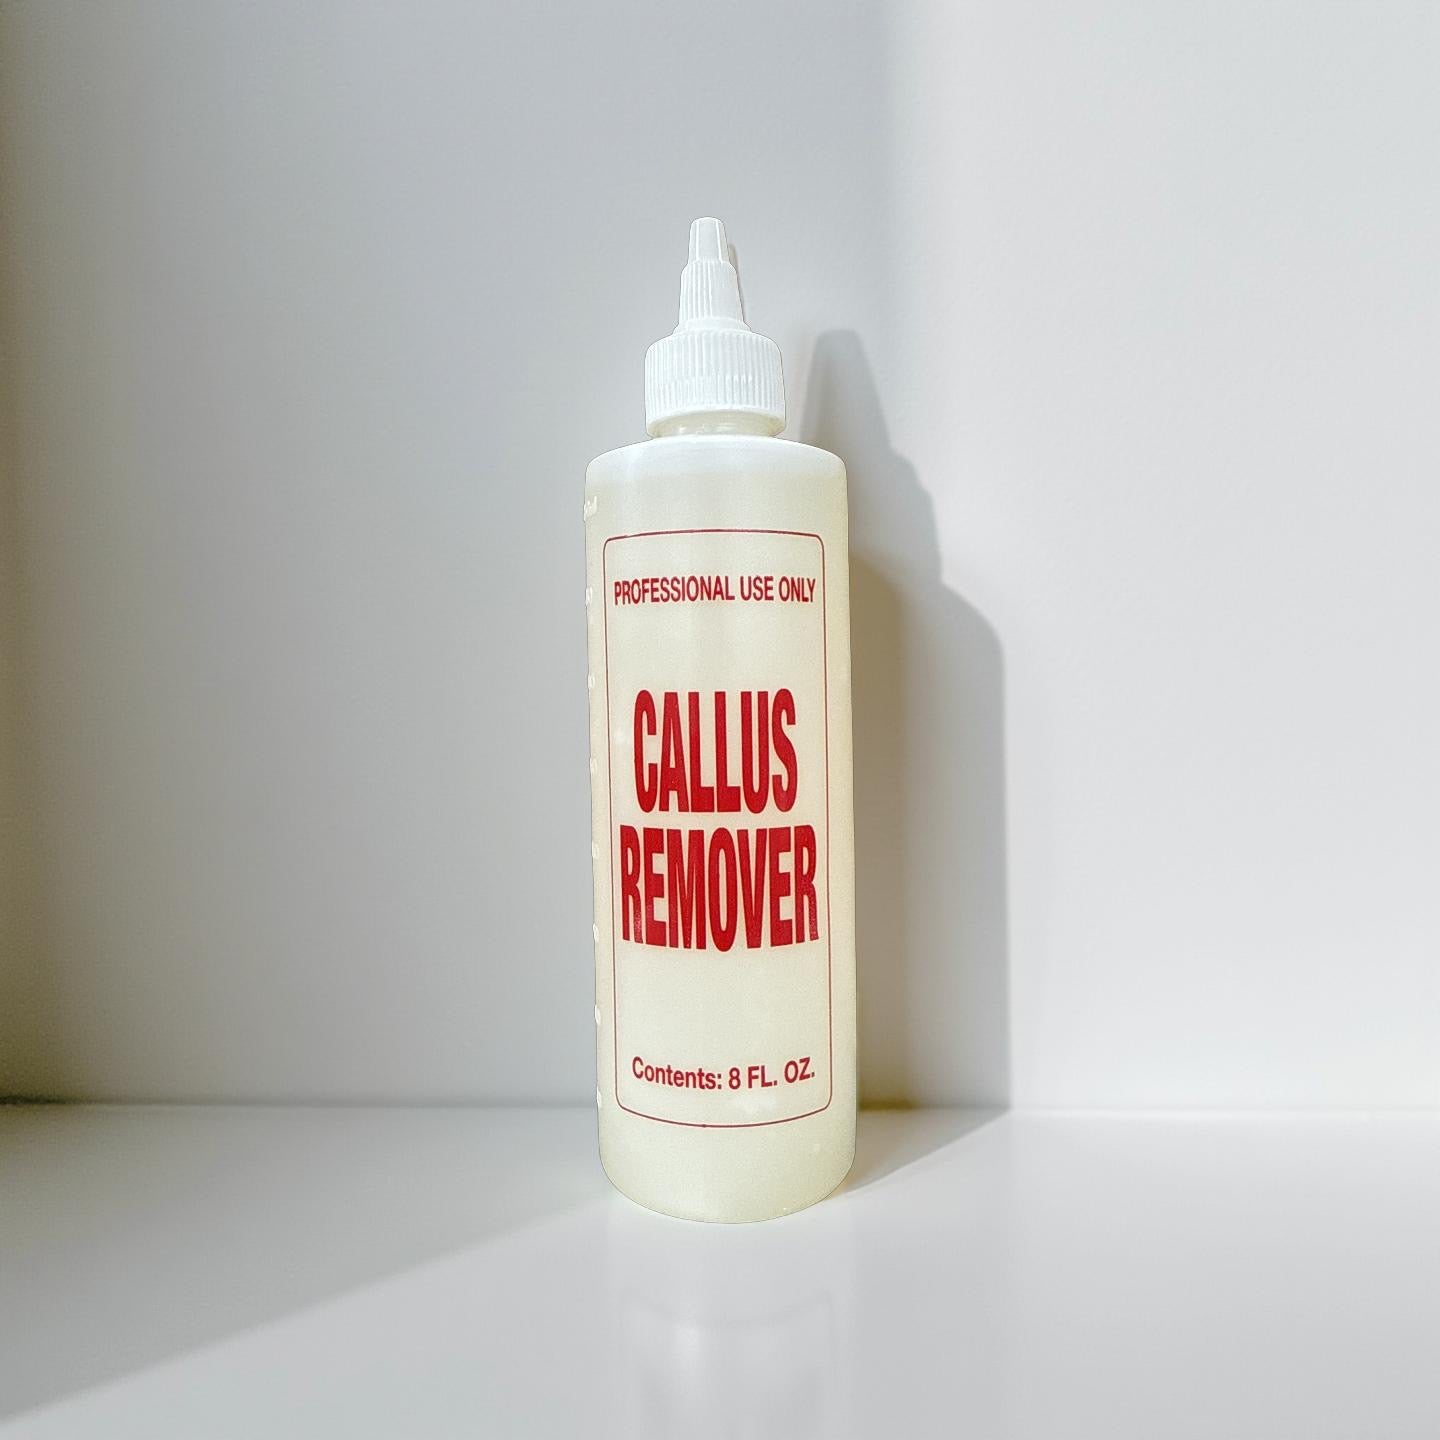 PROFESSIONAL USE ONLY
CALLUS
REMOVER
Contents: 8 FL. OZ.